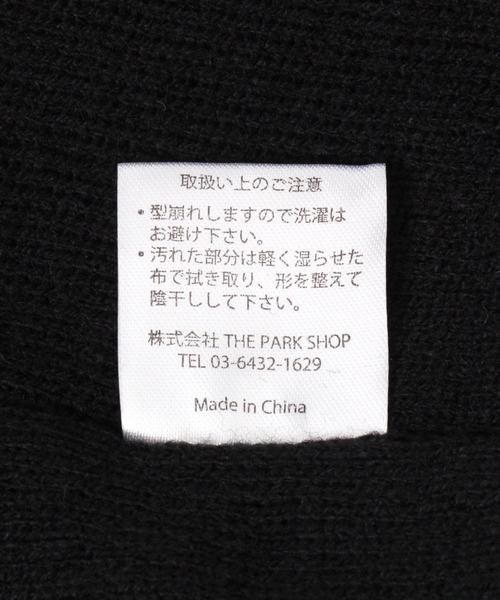 取扱い上のご注意
・型崩れしますので洗濯は
お避け下さい。
・汚れた部分は軽く湿らせた
布で拭き取り、形を整えて
陰干しして下さい。
株式会社 THE PARK SHOP
TEL 03-6432-1629
Made in China